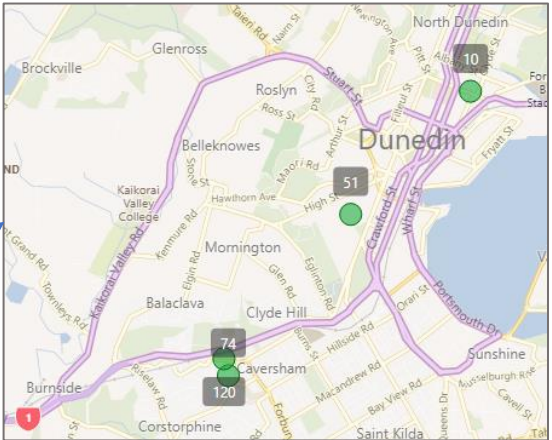 North Dunedin
Taieri Rd
Nairn St
Pitt St
Glenross
Brockville
10
Roslyn
City Rd
Stuart St
Filleul St
Ross St
Arthur St
Dunedin
Fryatt St
Belleknowes
Maori Rd
Stone St
51
Kaikorai
Valley
College
Hawthorn Ave
High St
Crawford St
Wharf St
Kenmure Rd
Mornington
Kaikorai Valley Rd
Elgin Rd
Glen Rd
Eglinton Rd
Townleys Rd
Portsmouth Dr
Orari St
Balaclava
Clyde Hill
74
Burns St
Hillside Rd
Caversham
Sunshine
120
Macandrew Rd
Musselburgh Rise
Burnside
Riselaw Rd
Bay View Rd
Cavell St
1
Corstorphine
Saint Kilda
Queens Dr